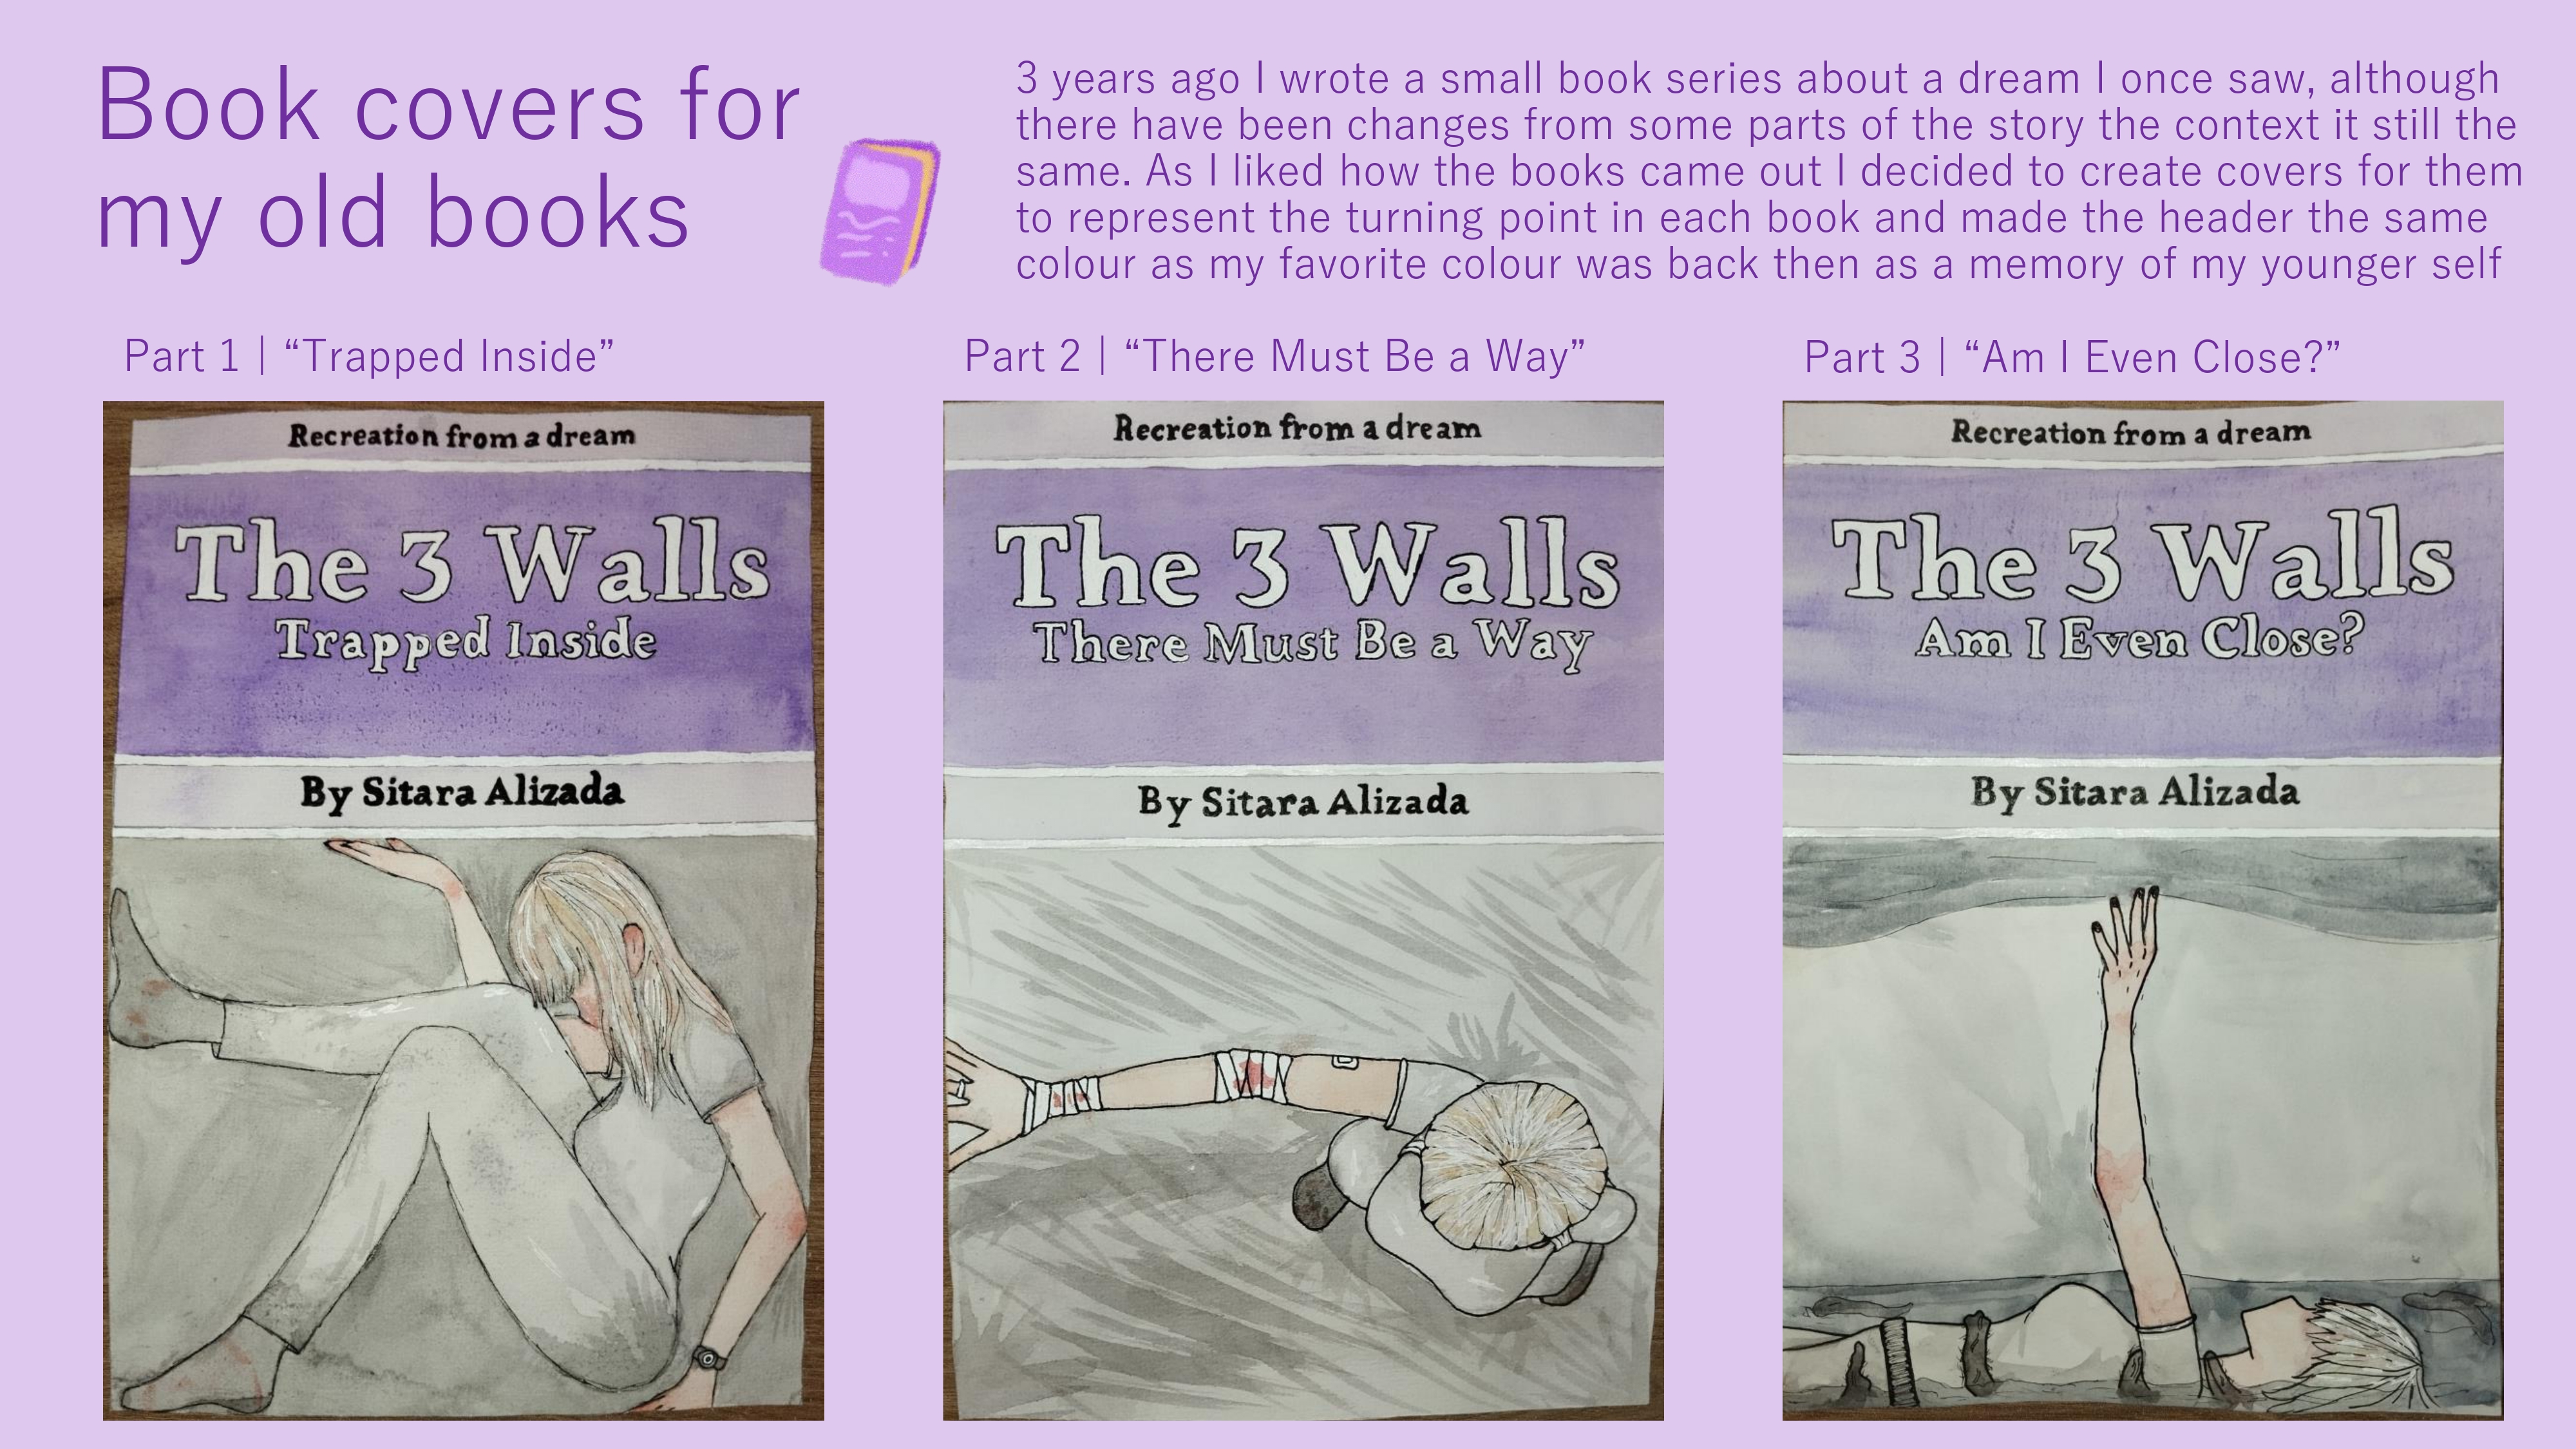 Book covers for
my old books
3 years ago I wrote a small book series about a dream I once saw, although
there have been changes from some parts of the story the context it still the
same. As I liked how the books came out I decided to create covers for them
to represent the turning point in each book and made the header the same
colour as my favorite colour was back then as a memory of my younger self
Part 1 | “Trapped Inside”
Recreation from a dream
The 3 Walls
Trapped Inside
By Sitara Alizada
Part 2 | “There Must Be a Way”
Recreation from a dream
The 3 Walls
There Must Be a Way
By Sitara Alizada
Part 3 | “Am I Even Close?”
Recreation from a dream
The 3 Walls
Am I Even Close?
By Sitara Alizada